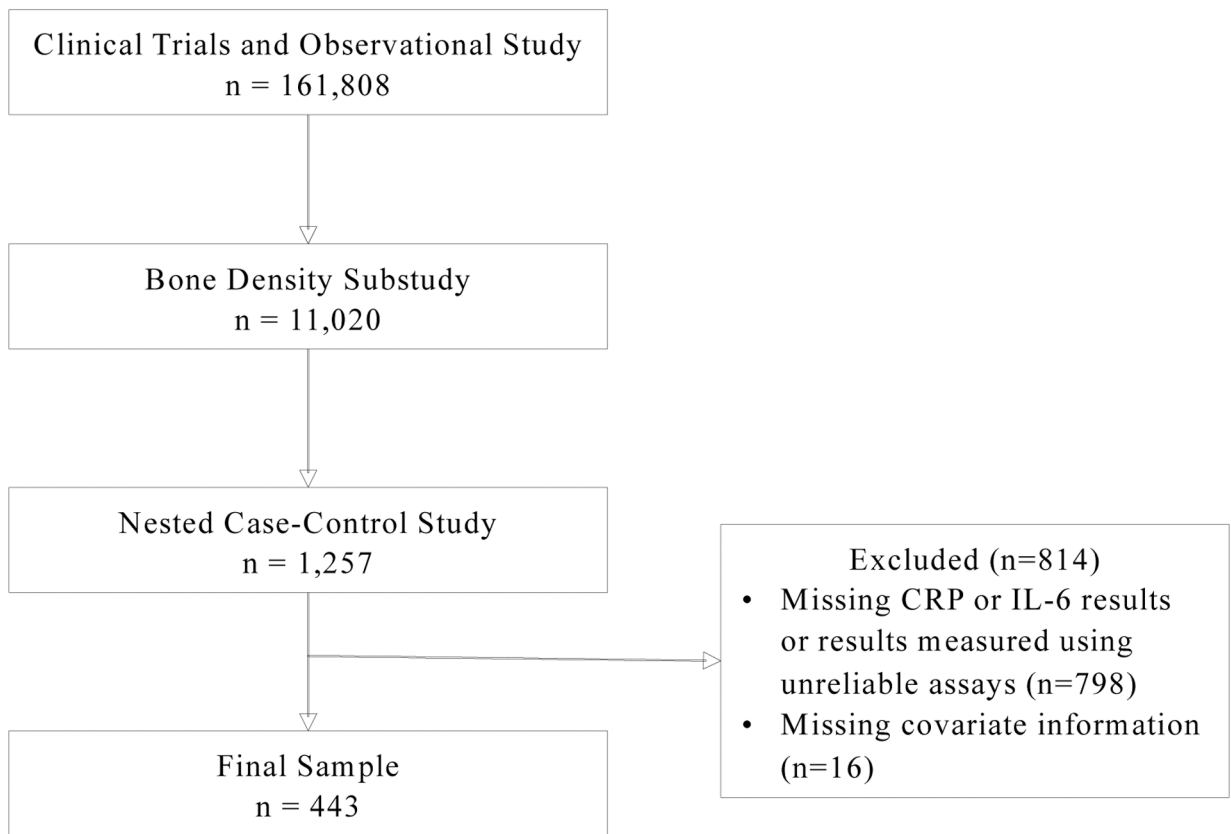 Clinical Trials and Observational Study
n = 161,808
Bone Density Substudy
n = 11,020
Nested Case-Control Study
n = 1,257
Excluded (n=814)
• Missing CRP or IL-6 results
or results measured using
unreliable assays (n=798)
• Missing covariate information
(n=16)
Final Sample
n = 443